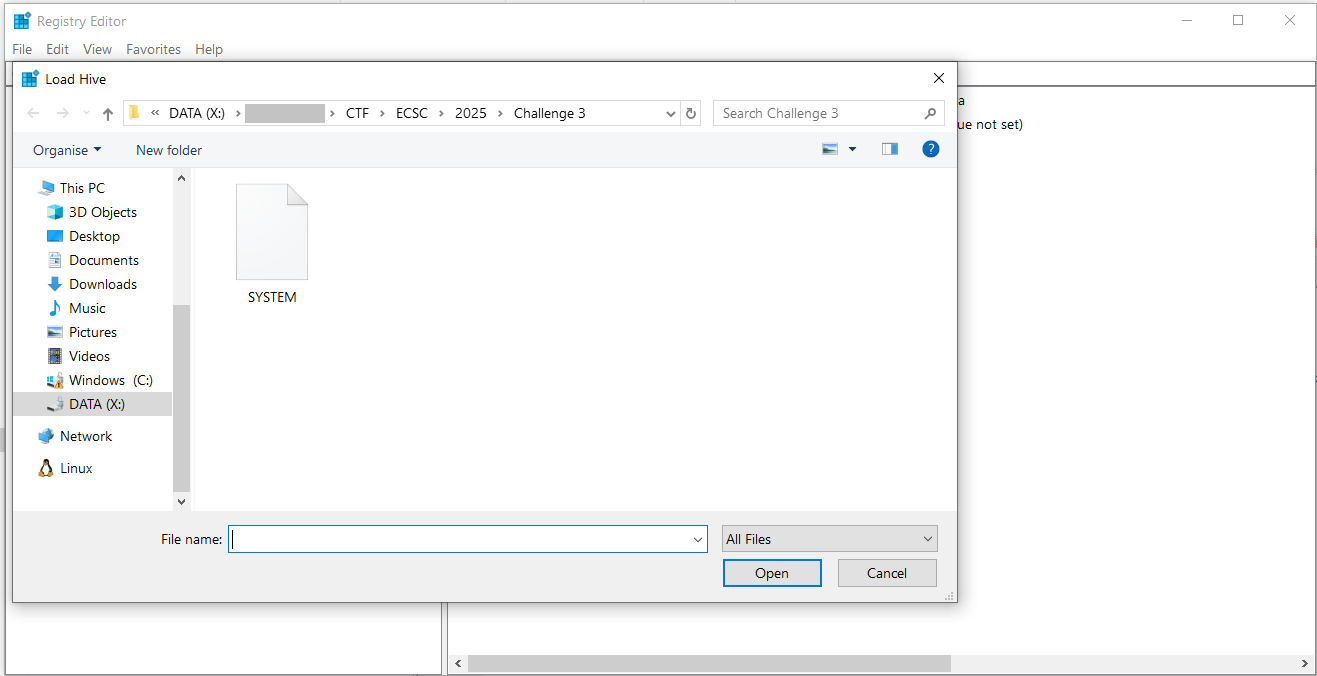 Registry Editor
File Edit View Favorites Help
Load Hive
« DATA (X:) › › CTF › ECSC › 2025 › Challenge 3
Search Challenge 3
a
Organise New folder
?
ue not set)
This PC
3D Objects
Desktop
Documents
Downloads
Music
Pictures
Videos
Windows (C:)
DATA (X:)
Network
Linux
SYSTEM
File name:
All Files
Open Cancel